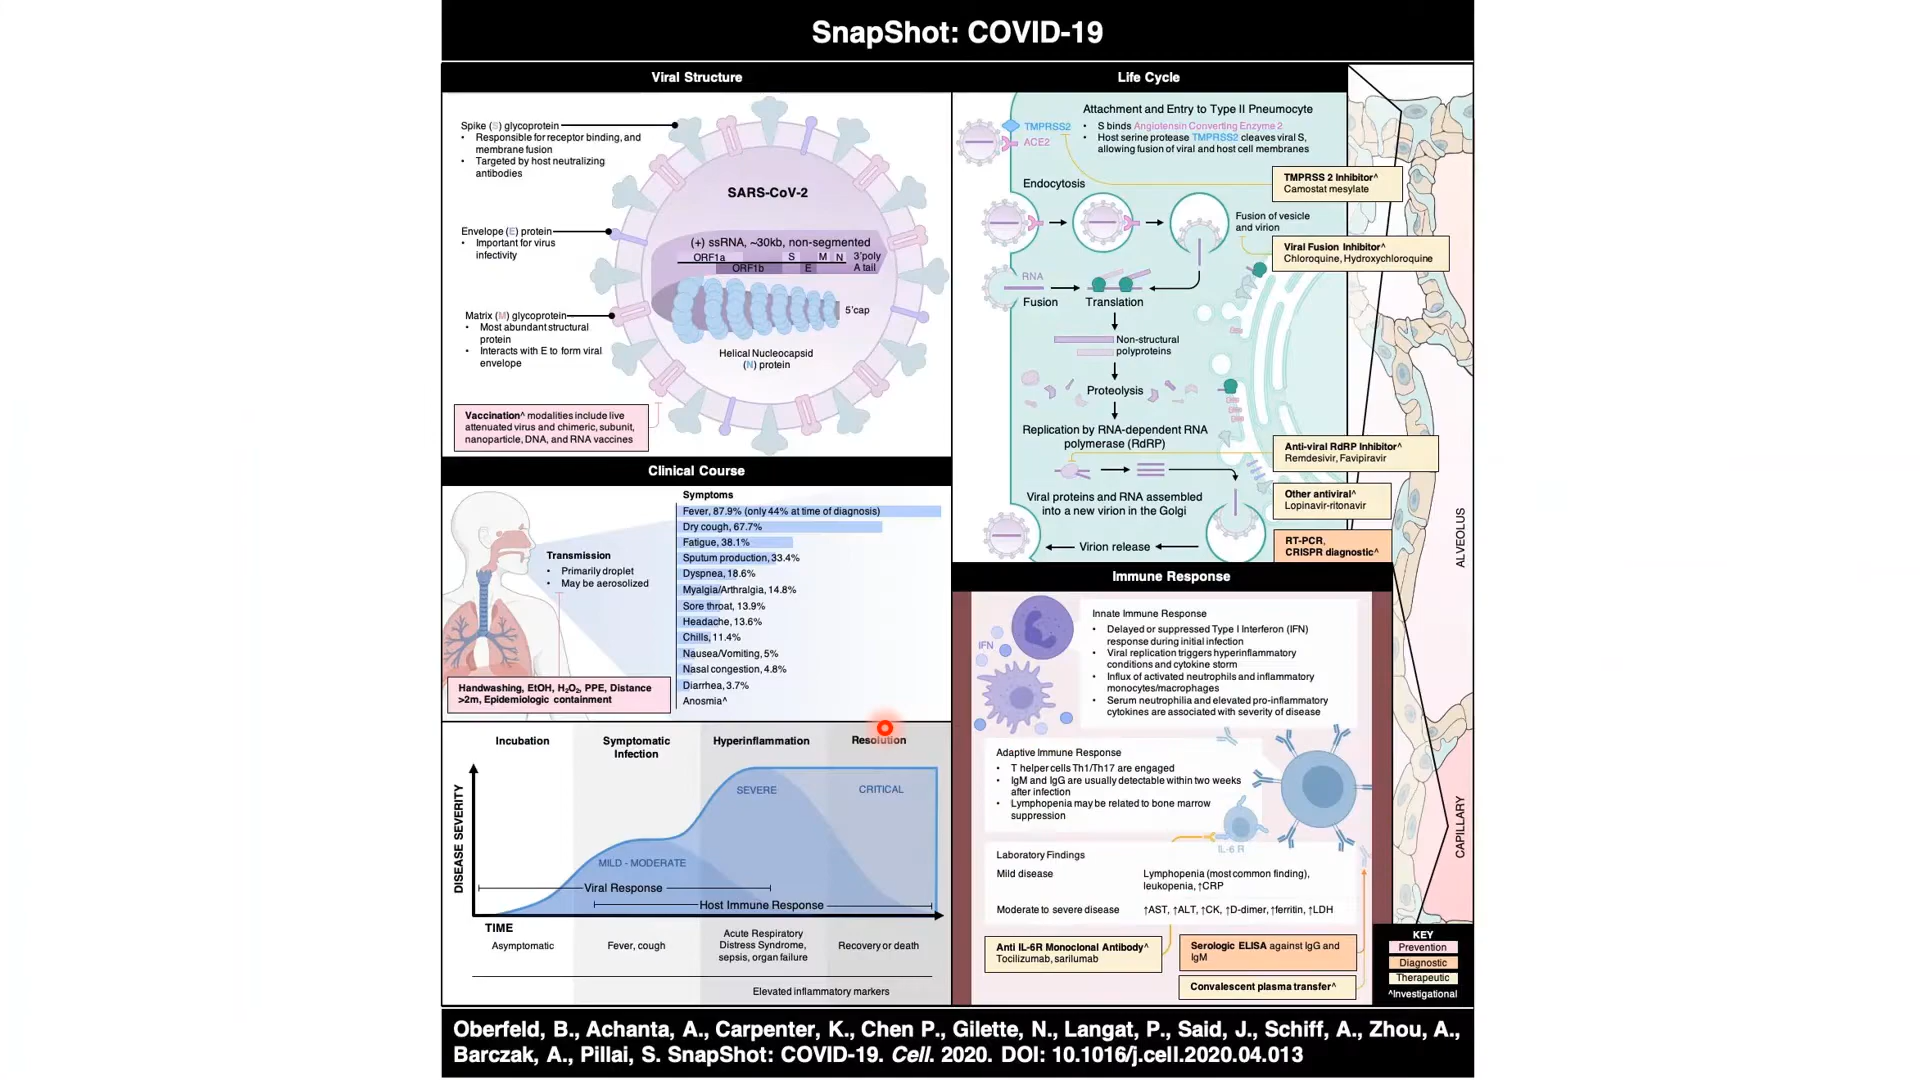 SnapShot: COVID-19
Viral Structure
Spike (S) glycoprotein
• Responsible for receptor binding, and
membrane fusion
• Targeted by host neutralizing
antibodies
Envelope (E) protein
• Important for virus
infectivity
Matrix (M) glycoprotein
• Most abundant structural
protein
• Interacts with E to form viral
envelope
SARS-CoV-2
(+) ssRNA, ~30kb, non-segmented
ORF1a S M N 3'poly
ORF1b E A tail
5'cap
Helical Nucleocapsid
(N) protein
Vaccination^ modalities include live
attenuated virus and chimeric, subunit,
nanoparticle, DNA, and RNA vaccines
Life Cycle
Attachment and Entry to Type II Pneumocyte
TMPRSS2
ACE2
• S binds Angiotensin Converting Enzyme 2
• Host serine protease TMPRSS2 cleaves viral S,
allowing fusion of viral and host cell membranes
TMPRSS 2 Inhibitor^
Camostat mesylate
Endocytosis
Fusion of vesicle
and virion
Viral Fusion Inhibitor^
Chloroquine, Hydroxychloroquine
RNA
Fusion
Translation
Non-structural
polyproteins
Proteolysis
Replication by RNA-dependent RNA
polymerase (RdRP)
Anti-viral RdRP Inhibitor^
Remdesivir, Favipiravir
Viral proteins and RNA assembled
into a new virion in the Golgi
Other antiviral^
Lopinavir-ritonavir
RT-PCR,
CRISPR diagnostic^
Virion release
ALVEOLUS
CAPILLARY
Clinical Course
Transmission
• Primarily droplet
• May be aerosolized
Handwashing, EtOH, H₂O₂, PPE, Distance
>2m, Epidemiologic containment
Symptoms
Fever, 87.9% (only 44% at time of diagnosis)
Dry cough, 67.7%
Fatigue, 38.1%
Sputum production, 33.4%
Dyspnea, 18.6%
Myalgia/Arthralgia, 14.8%
Sore throat, 13.9%
Headache, 13.6%
Chills, 11.4%
Nausea/Vomiting, 5%
Nasal congestion, 4.8%
Diarrhea, 3.7%
Anosmia^
Incubation
Symptomatic
Infection
Hyperinflammation
Resolution
DISEASE SEVERITY
SEVERE
CRITICAL
MILD - MODERATE
Viral Response
Host Immune Response
TIME
Asymptomatic
Fever, cough
Acute Respiratory
Distress Syndrome,
sepsis, organ failure
Recovery or death
Elevated inflammatory markers
Immune Response
IFN
Innate Immune Response
• Delayed or suppressed Type I Interferon (IFN)
response during initial infection
• Viral replication triggers hyperinflammatory
conditions and cytokine storm
• Influx of activated neutrophils and inflammatory
monocytes/macrophages
• Serum neutrophilia and elevated pro-inflammatory
cytokines are associated with severity of disease
Adaptive Immune Response
• T helper cells Th1/Th17 are engaged
• IgM and IgG are usually detectable within two weeks
after infection
• Lymphopenia may be related to bone marrow
suppression
IL-6 R
Laboratory Findings
Mild disease
Lymphopenia (most common finding),
leukopenia, ↑CRP
Moderate to severe disease
↑AST, ↑ALT, ↑CK, ↑D-dimer, ↑ferritin, ↑LDH
Anti IL-6R Monoclonal Antibody^
Tocilizumab, sarilumab
Serologic ELISA against IgG and
IgM
Convalescent plasma transfer^
KEY
Prevention
Diagnostic
Therapeutic
^Investigational
Oberfeld, B., Achanta, A., Carpenter, K., Chen P., Gilette, N., Langat, P., Said, J., Schiff, A., Zhou, A.,
Barczak, A., Pillai, S. SnapShot: COVID-19. Cell. 2020. DOI: 10.1016/j.cell.2020.04.013